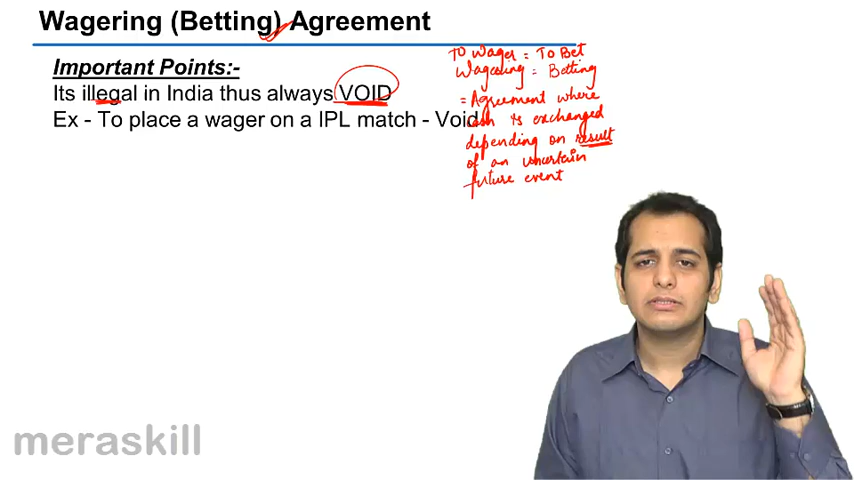 Wagering (Betting) Agreement
Important Points:-
Its illegal in India thus always VOID
Ex - To place a wager on a IPL match - Void
To Wager = To Bet
Wagering = Betting
= Agreement where
cash is exchanged
depending on result
of an uncertain
future event
meraskill